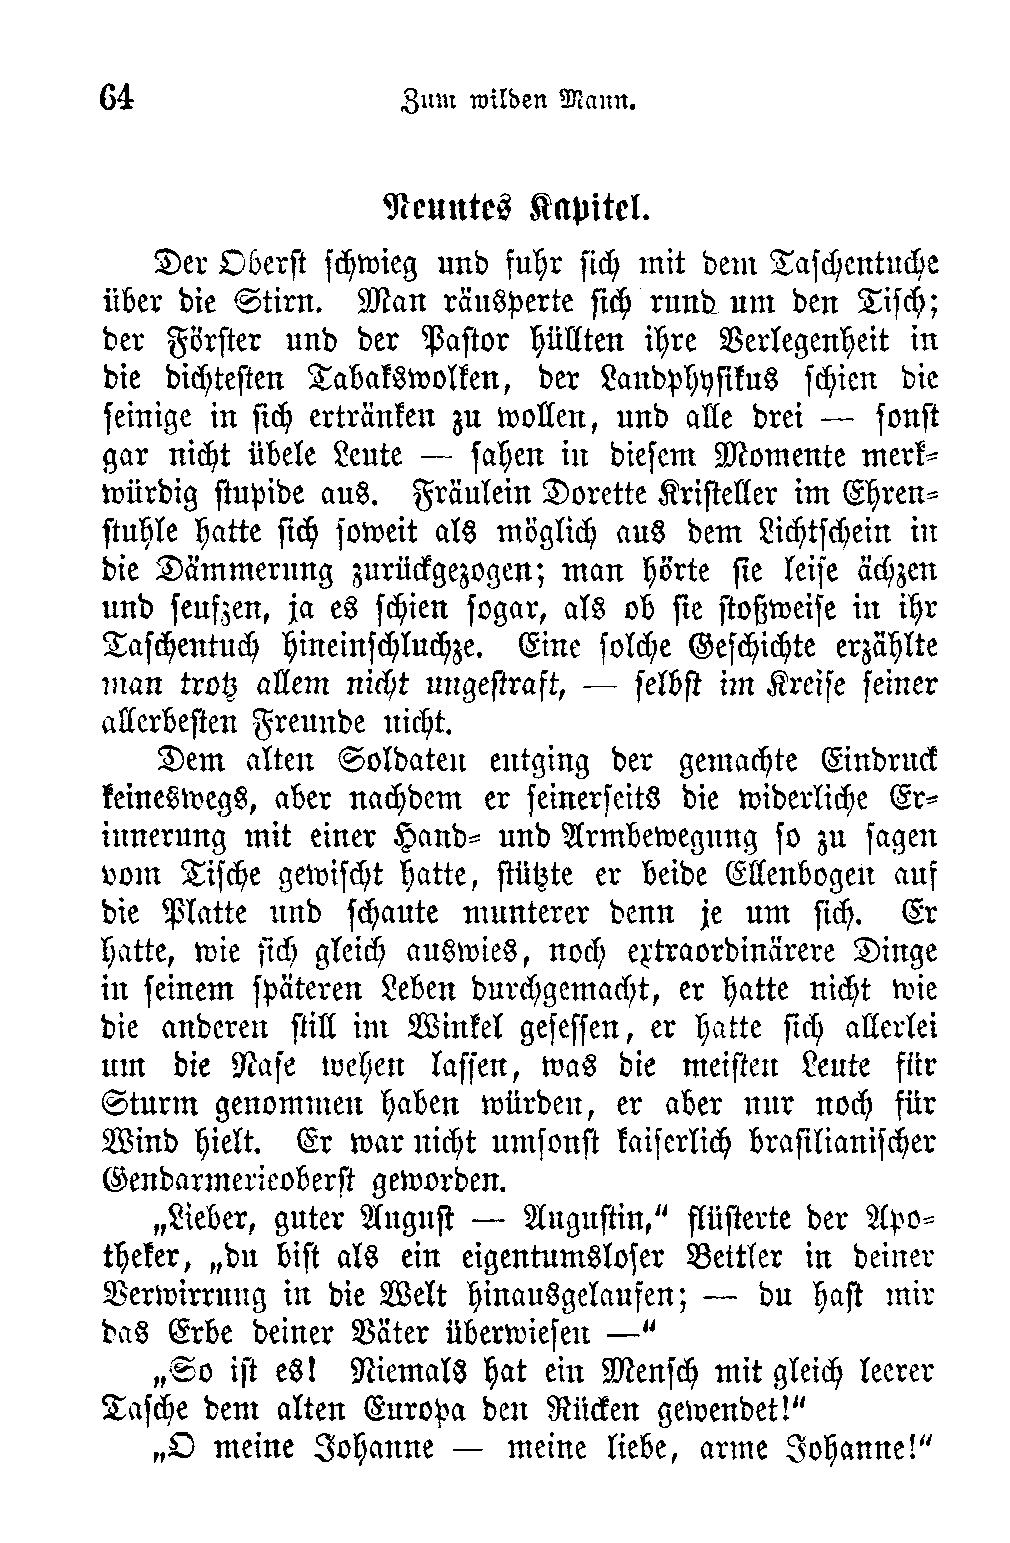 64 Zum wilden Mann.
Neuntes Kapitel.
Der Oberst schwieg und fuhr sich mit dem Taschentuche
über die Stirn. Man räusperte sich rund um den Tisch;
der Förster und der Pastor hüllten ihre Verlegenheit in
die dichtesten Tabakswolken, der Landphysikus schien die
seinige in sich ertränken zu wollen, und alle drei — sonst
gar nicht übele Leute — sahen in diesem Momente merk-
würdig stupide aus. Fräulein Dorette Kristeller im Ehren-
stuhle hatte sich soweit als möglich aus dem Lichtschein in
die Dämmerung zurückgezogen; man hörte sie leise ächzen
und seufzen, ja es schien sogar, als ob sie stoßweise in ihr
Taschentuch hineinschluchze. Eine solche Geschichte erzählte
man trotz allem nicht ungestraft, — selbst im Kreise seiner
allerbesten Freunde nicht.
Dem alten Soldaten entging der gemachte Eindruck
keineswegs, aber nachdem er seinerseits die widerliche Er-
innerung mit einer Hand- und Armbewegung so zu sagen
vom Tische gewischt hatte, stützte er beide Ellenbogen auf
die Platte und schaute munterer denn je um sich. Er
hatte, wie sich gleich auswies, noch extraordinärere Dinge
in seinem späteren Leben durchgemacht, er hatte nicht wie
die anderen still im Winkel gesessen, er hatte sich allerlei
um die Nase wehen lassen, was die meisten Leute für
Sturm genommen haben würden, er aber nur noch für
Wind hielt. Er war nicht umsonst kaiserlich brasilianischer
Gendarmerieoberst geworden.
„Lieber, guter August — Augustin,“ flüsterte der Apo-
theker, „du bist als ein eigentumsloser Bettler in deiner
Verwirrung in die Welt hinausgelaufen; — du hast mir
das Erbe deiner Väter überwiesen —“
„So ist es! Niemals hat ein Mensch mit gleich leerer
Tasche dem alten Europa den Rücken gewendet!“
„O meine Johanne — meine liebe, arme Johanne!“